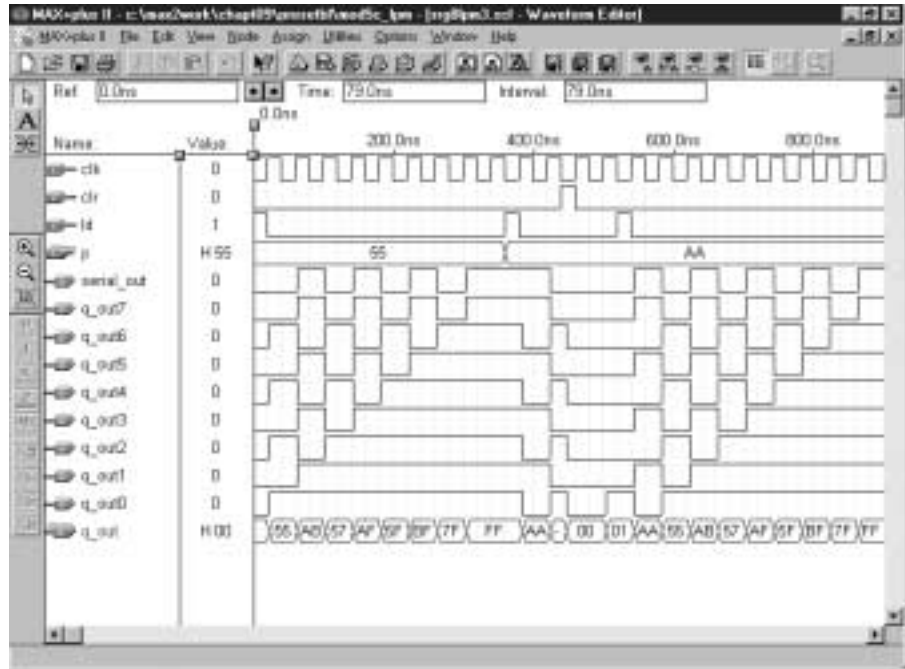 MAX+plus II - c:\max2work\chapt09\ - Waveform Editor]
MAX+plus II File Edit View Node Assign Utilities Options Window Help
Ref: 0.0ns Time: 79.0ns Interval: 79.0ns
0.0ns
Name: Value: 200.0ns 400.0ns 600.0ns 800.0ns
clk 0
clr 0
ld 1
p H 55 55 AA
serial_out 0
q_out7 0
q_out6 0
q_out5 0
q_out4 0
q_out3 0
q_out2 0
q_out1 0
q_out0 0
q_out H 00 55 AB 57 AF 5F BF 7F FF AA - 00 01 AA 55 AB 57 AF 5F BF 7F FF